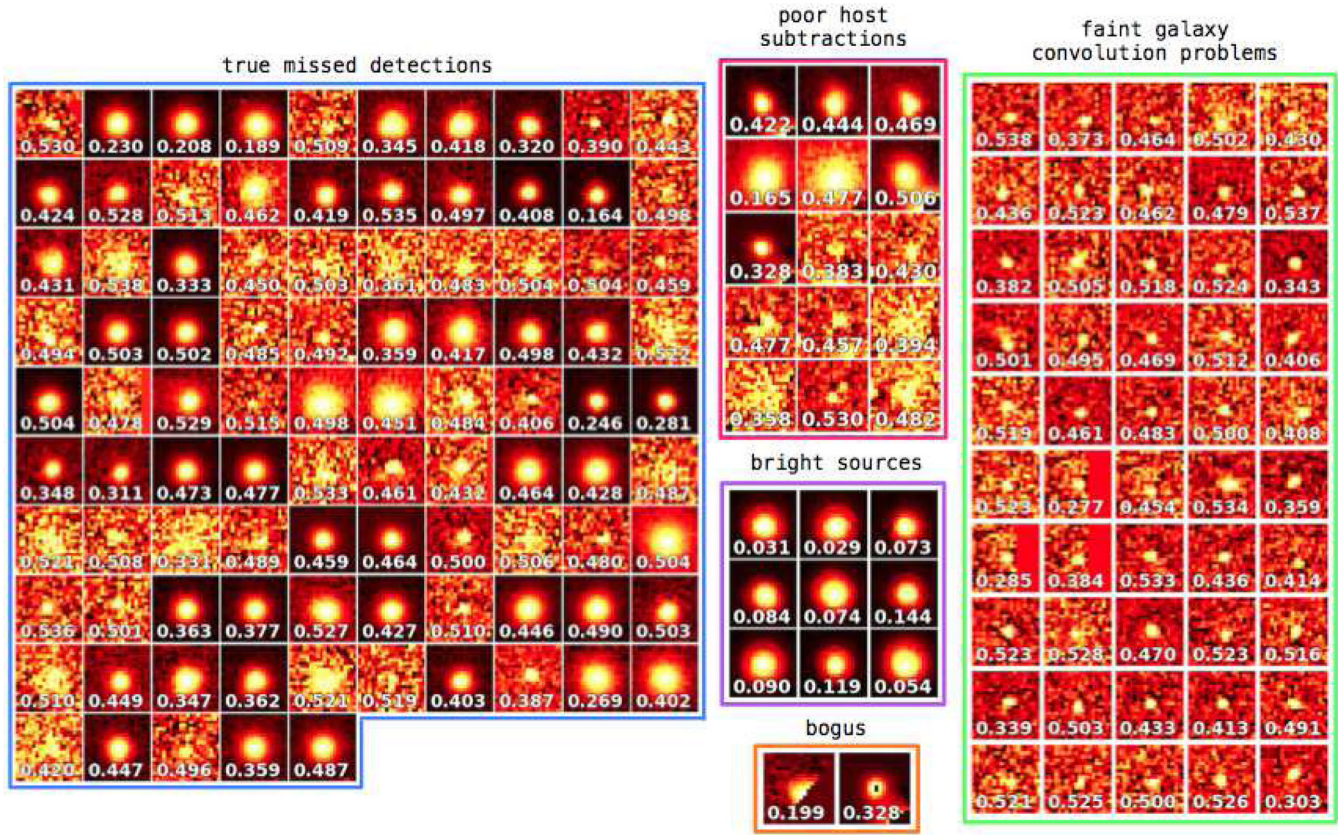 true missed detections
0.530 0.230 0.208 0.189 0.509 0.345 0.418 0.320 0.390 0.443
0.424 0.528 0.513 0.462 0.419 0.535 0.497 0.408 0.164 0.498
0.431 0.538 0.333 0.450 0.503 0.361 0.483 0.504 0.504 0.459
0.494 0.503 0.502 0.485 0.492 0.359 0.417 0.498 0.432 0.522
0.504 0.478 0.529 0.515 0.498 0.451 0.484 0.406 0.246 0.281
0.348 0.311 0.473 0.477 0.533 0.461 0.432 0.464 0.428 0.487
0.521 0.508 0.331 0.489 0.459 0.464 0.500 0.506 0.480 0.504
0.536 0.501 0.363 0.377 0.527 0.427 0.510 0.446 0.490 0.503
0.510 0.449 0.347 0.362 0.521 0.519 0.403 0.387 0.269 0.402
0.420 0.447 0.496 0.359 0.487
poor host
subtractions
0.422 0.444 0.469
0.165 0.477 0.506
0.328 0.383 0.430
0.477 0.457 0.394
0.358 0.530 0.482
bright sources
0.031 0.029 0.073
0.084 0.074 0.144
0.090 0.119 0.054
bogus
0.199 0.328
faint galaxy
convolution problems
0.538 0.373 0.464 0.502 0.430
0.436 0.523 0.462 0.479 0.537
0.382 0.505 0.518 0.524 0.343
0.501 0.495 0.469 0.512 0.406
0.519 0.461 0.483 0.500 0.408
0.523 0.277 0.454 0.534 0.359
0.285 0.384 0.533 0.436 0.414
0.523 0.528 0.470 0.523 0.516
0.339 0.503 0.433 0.413 0.491
0.521 0.525 0.500 0.526 0.303